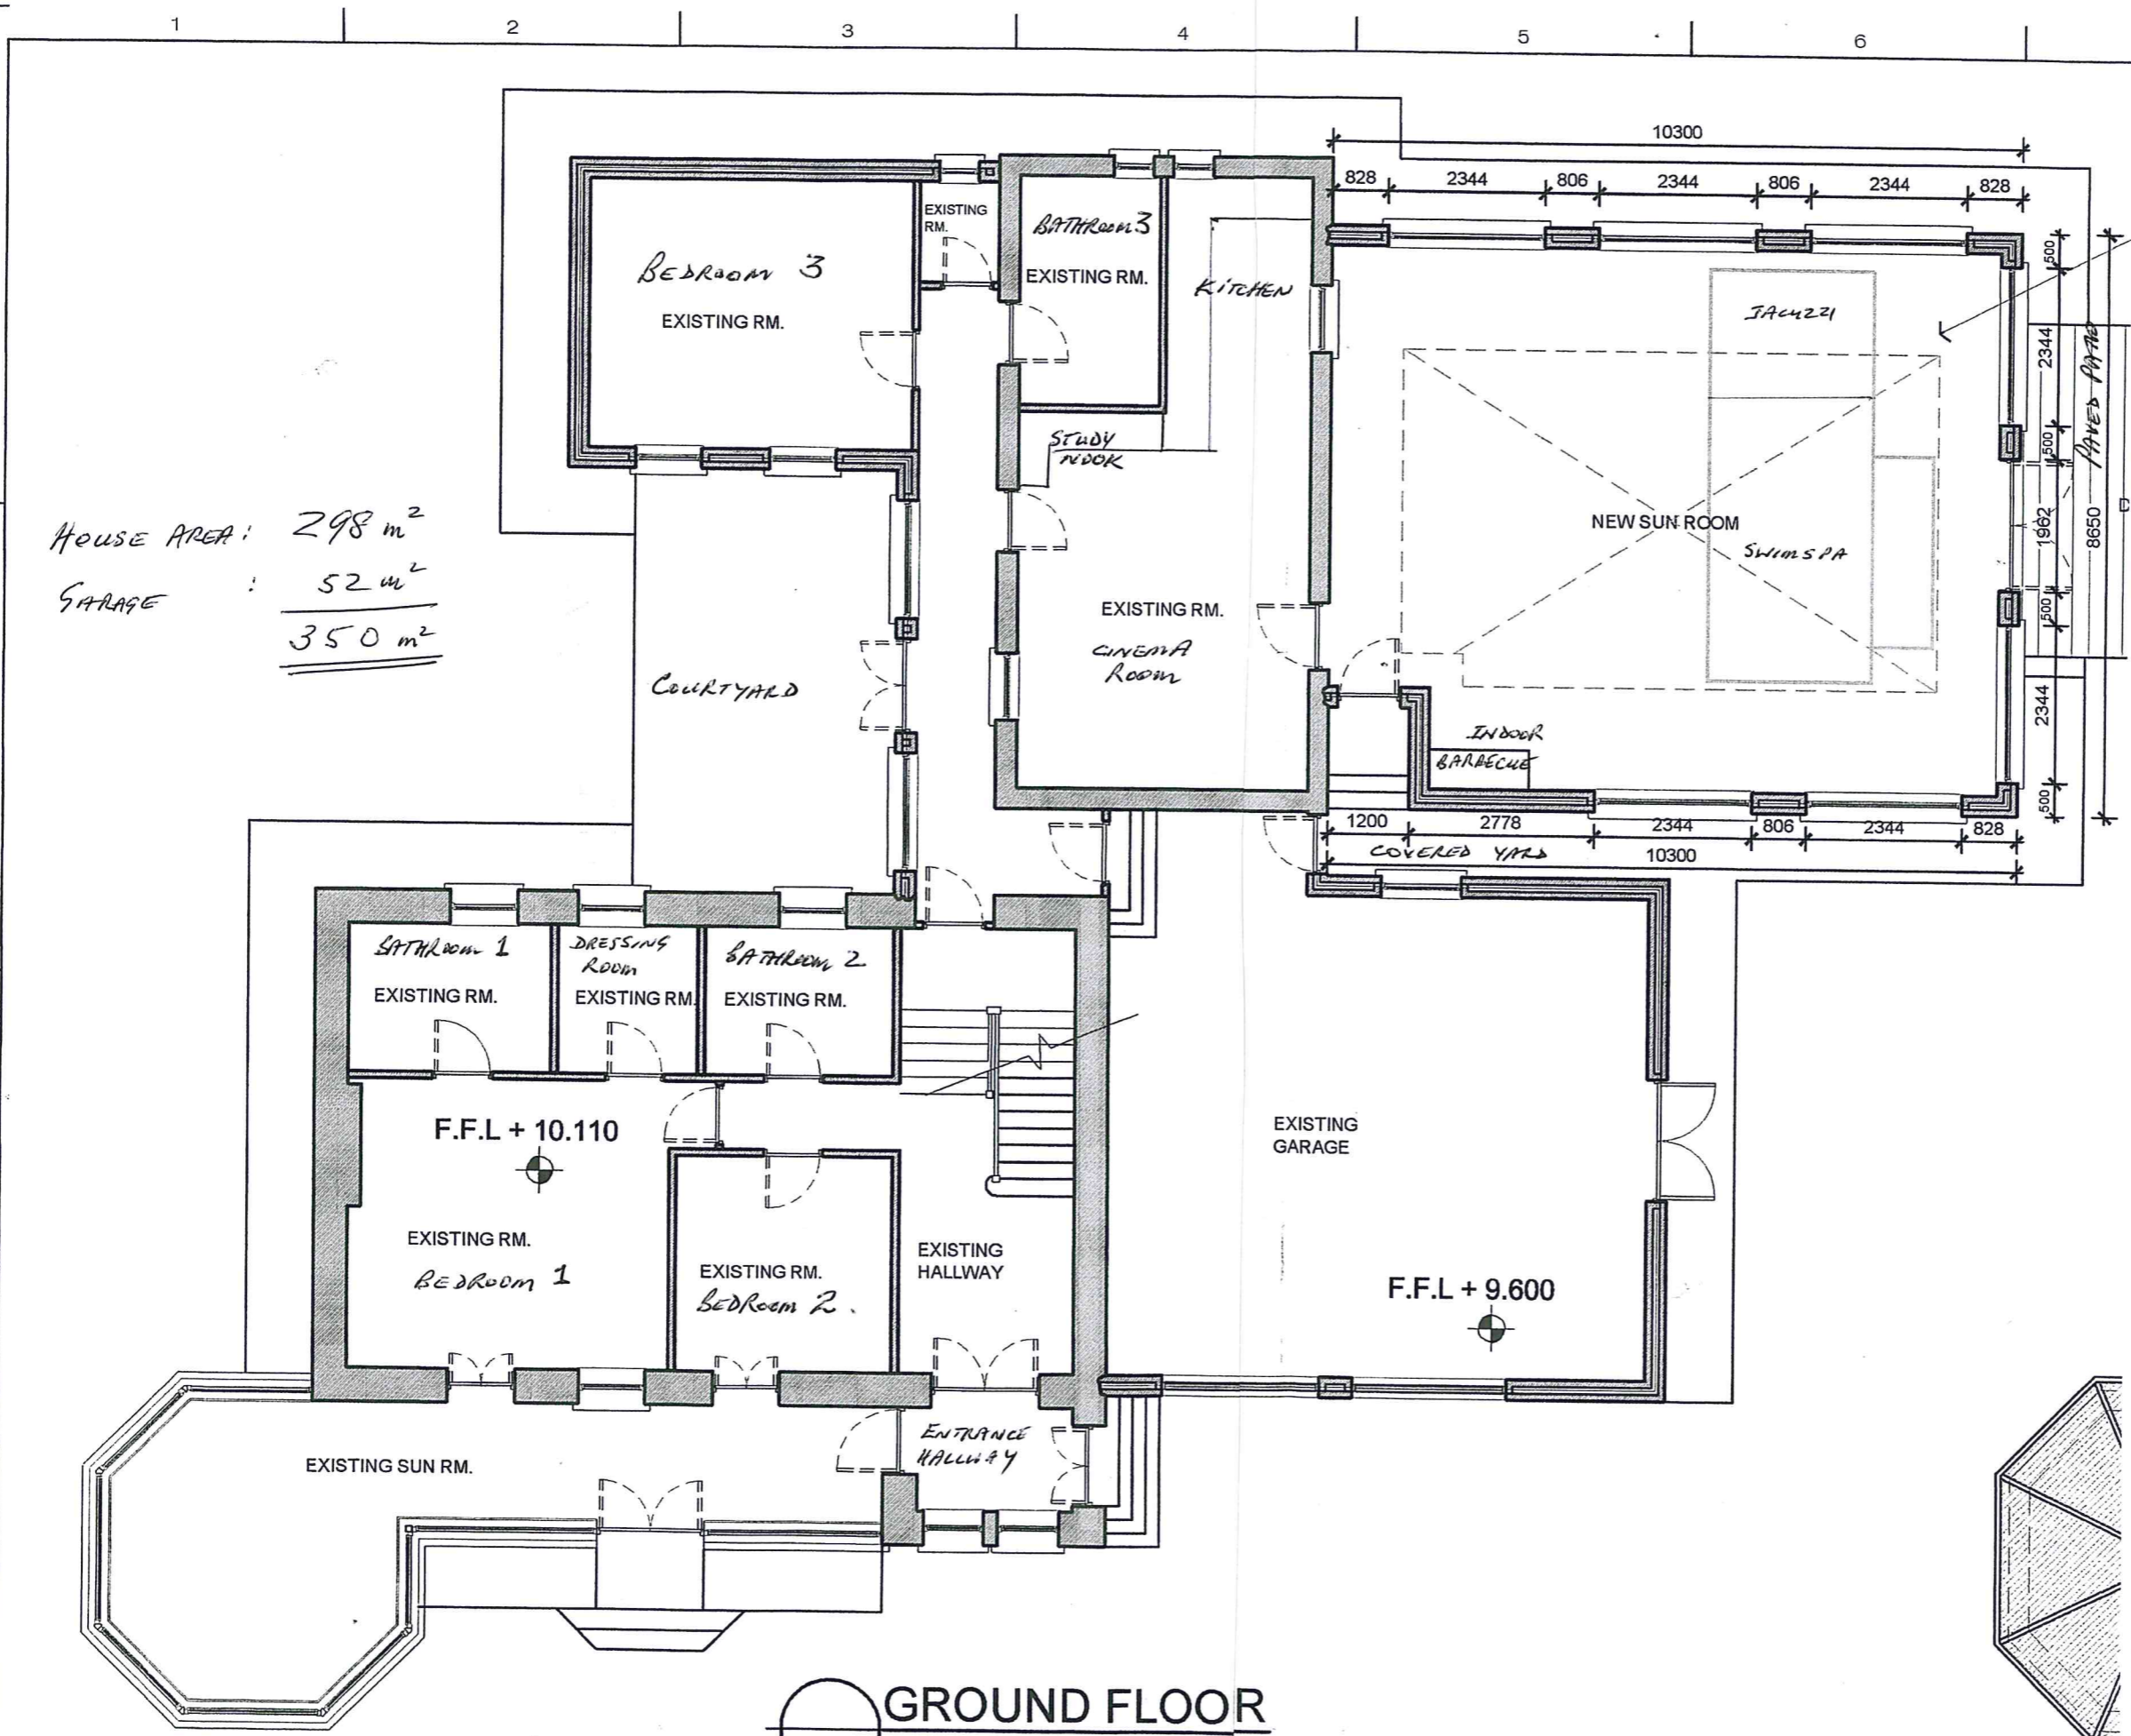 1
2
3
4
5
6
10300
828
2344
806
2344
806
2344
828
BEDROOM 3
EXISTING RM.
EXISTING
RM.
BATHROOM 3
EXISTING RM.
KITCHEN
STUDY
NOOK
EXISTING RM.
CINEMA
ROOM
JACUZZI
NEW SUN ROOM
SWIMSPA
INDOOR
BARBECUE
500
2344
500
1962
500
2344
500
8650
PAVED
HOUSE AREA: 298 m²
GARAGE : 52 m²
350 m²
COURTYARD
1200
2778
2344
806
2344
828
COVERED YARD
10300
BATHROOM 1
EXISTING RM.
DRESSING
ROOM
EXISTING RM.
BATHROOM 2
EXISTING RM.
F.F.L + 10.110
EXISTING RM.
BEDROOM 1
EXISTING RM.
BEDROOM 2.
EXISTING
HALLWAY
EXISTING
GARAGE
F.F.L + 9.600
EXISTING SUN RM.
ENTRANCE
HALLWAY
GROUND FLOOR